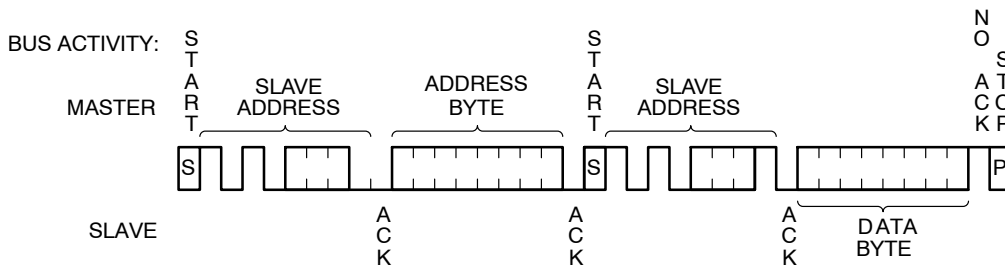 BUS ACTIVITY:
MASTER
START
SLAVE
ADDRESS
ADDRESS
BYTE
START
SLAVE
ADDRESS
NO ACK
STOP
S
S
P
SLAVE
ACK
ACK
ACK
DATA
BYTE